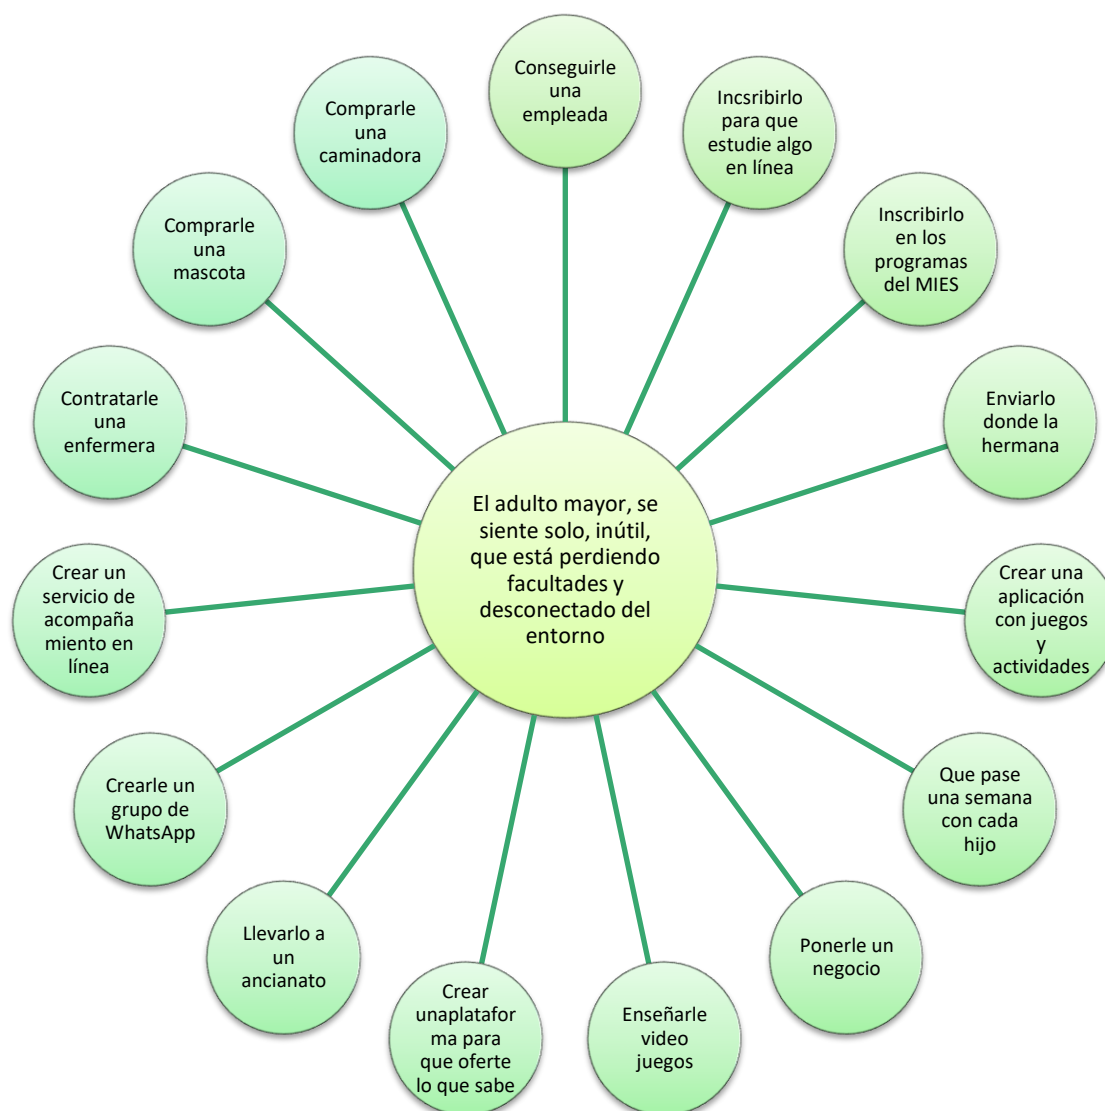 Conseguirle
una
empleada
Incsribirlo
para que
estudie algo
en línea
Inscribirlo
en los
programas
del MIES
Enviarlo
donde la
hermana
Crear una
aplicación
con juegos
y
actividades
Que pase
una semana
con cada
hijo
Ponerle un
negocio
Enseñarle
video
juegos
Crear
unaplatafor
ma para
que oferte
lo que sabe
Llevarlo a
un
ancianato
Crearle un
grupo de
WhatsApp
Crear un
servicio de
acompaña
miento en
línea
Contratarle
una
enfermera
Comprarle
una
mascota
Comprarle
una
caminadora
El adulto mayor, se
siente solo, inútil,
que está perdiendo
facultades y
desconectado del
entorno